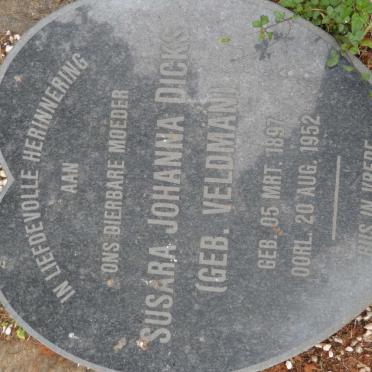 IN LIEFDEVOLLE HERINNERING
AAN
ONS DIERBARE MOEDER
SUSARA JOHANNA DICKS
(GEB. VELDMAN)
GEB. 05 MRT. 1897
OORL. 20 AUG. 1952
IN VREDE